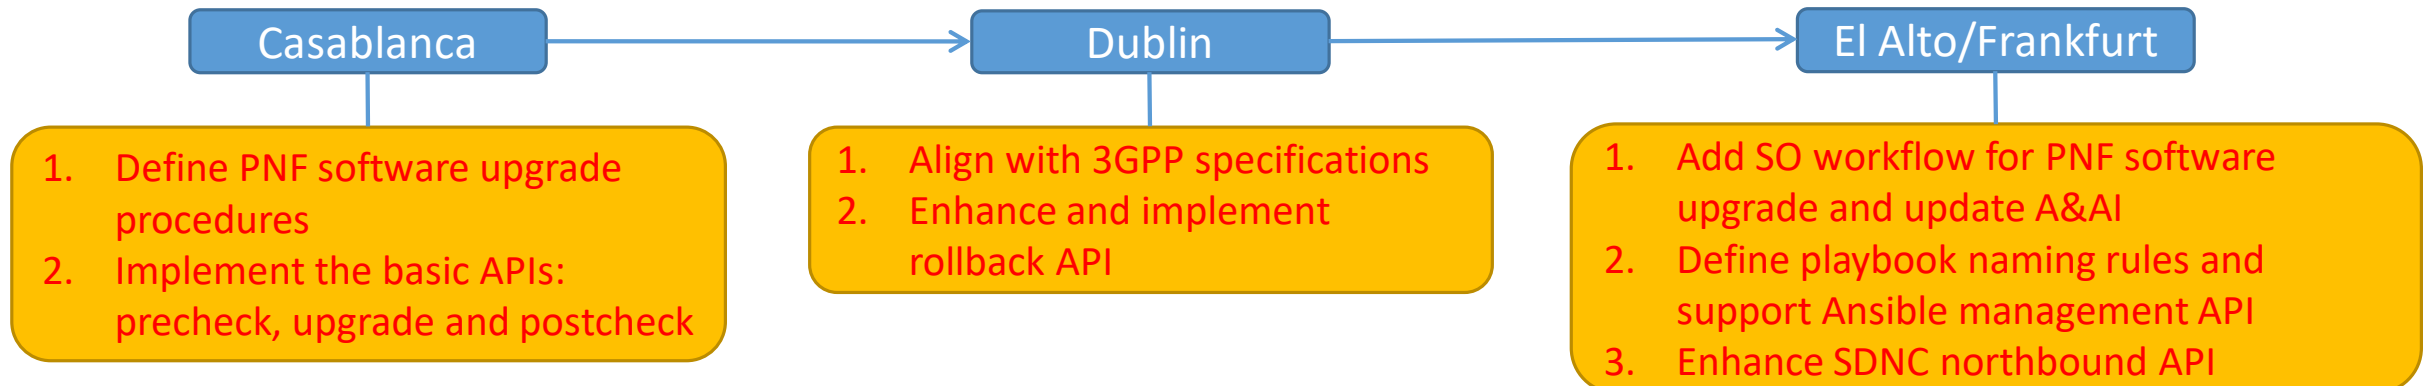 Casablanca
Dublin
El Alto/Frankfurt
1. Define PNF software upgrade
procedures
2. Implement the basic APIs:
precheck, upgrade and postcheck
1. Align with 3GPP specifications
2. Enhance and implement
rollback API
1. Add SO workflow for PNF software
upgrade and update A&AI
2. Define playbook naming rules and
support Ansible management API
3. Enhance SDNC northbound API